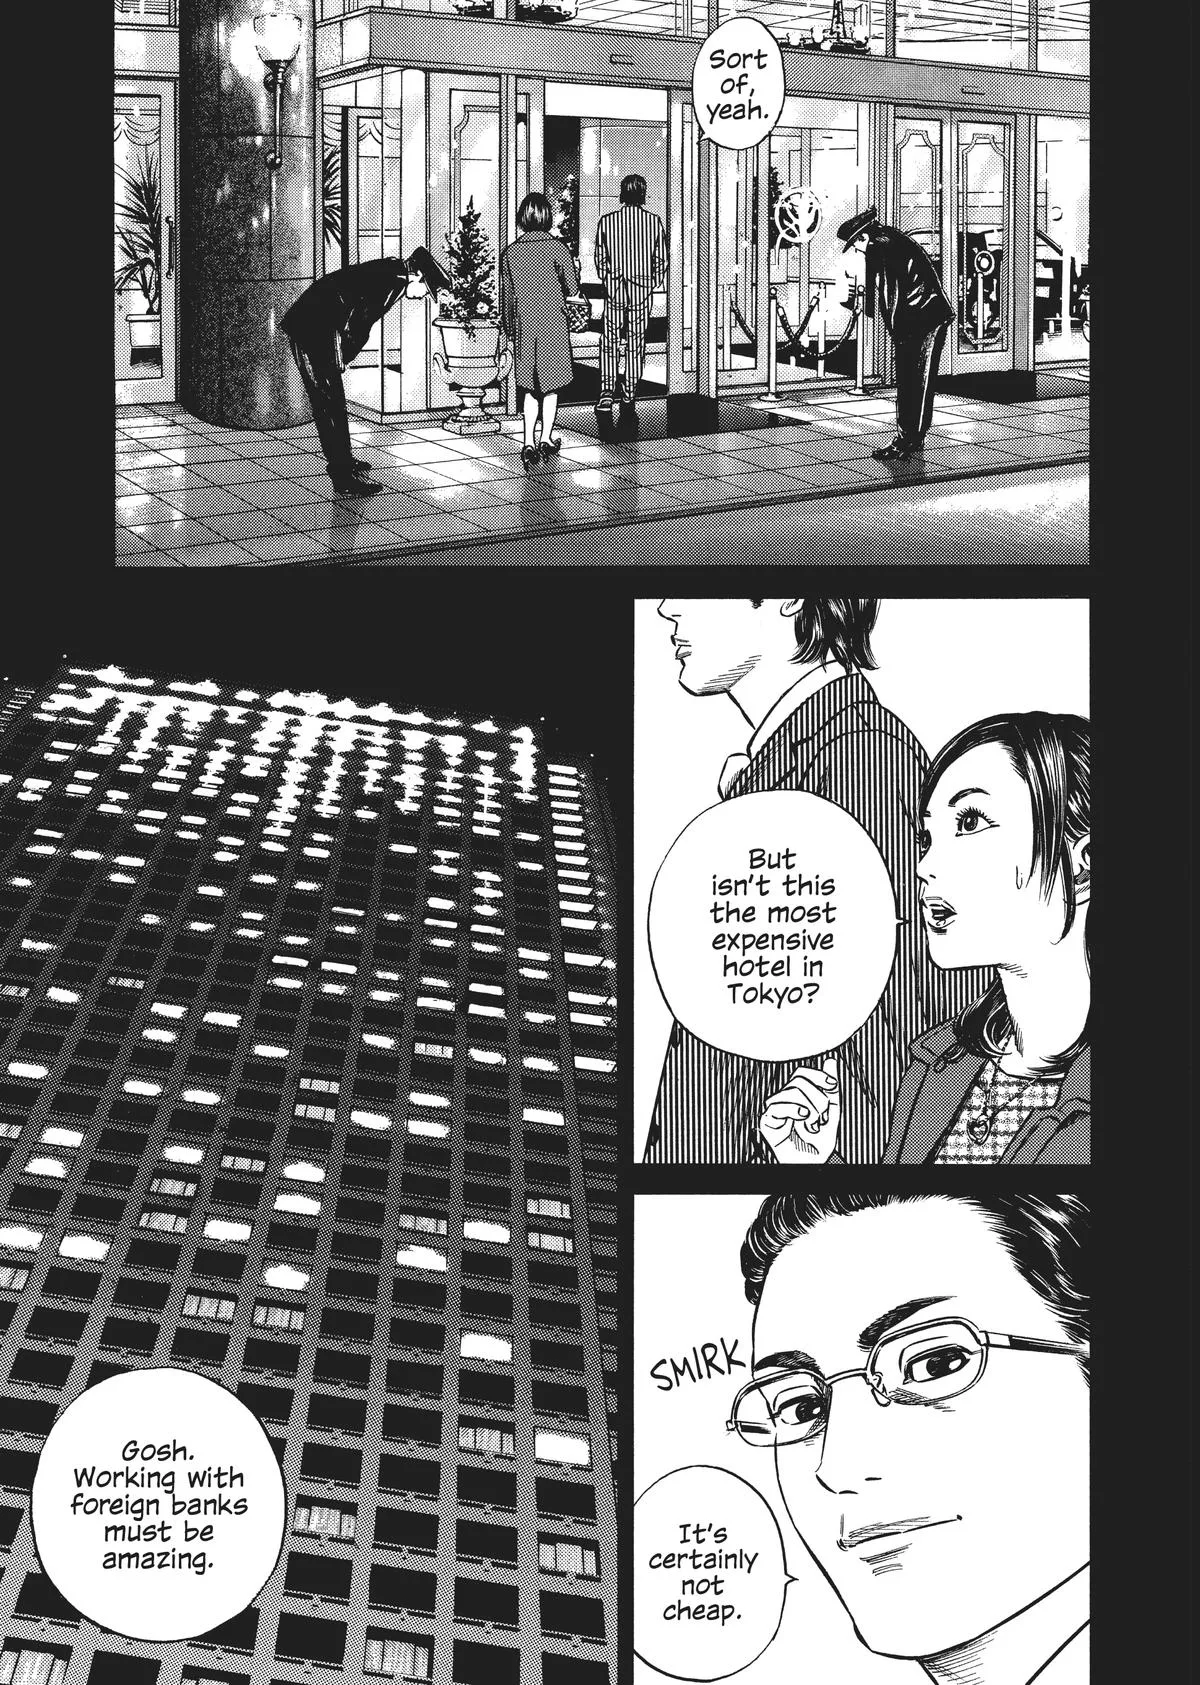 Sort
of,
yeah.
But
isn't this
the most
expensive
hotel in
Tokyo?
SMIRK
It's
certainly
not
cheap.
Gosh.
Working with
foreign banks
must be
amazing.